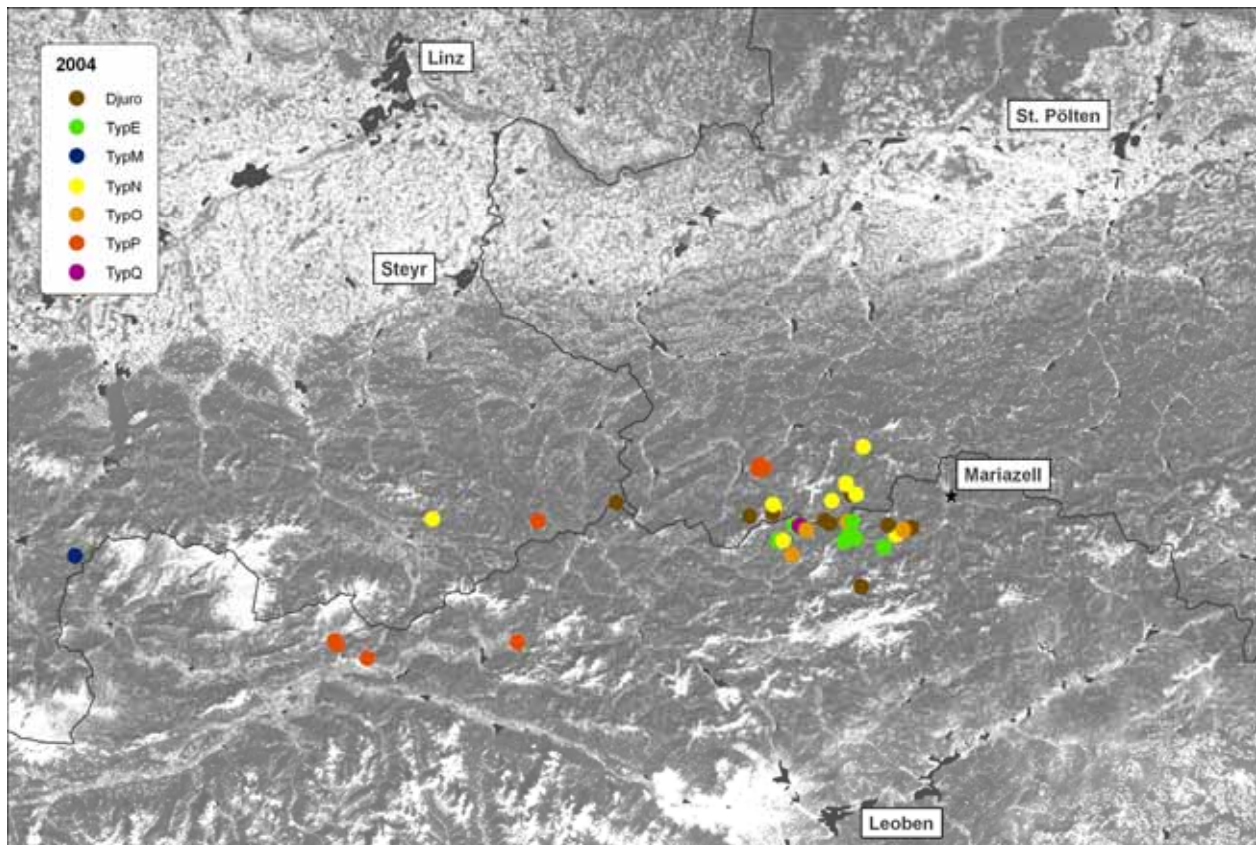 Linz
2004
Djuro
TypE
TypM
TypN
TypO
TypP
TypQ
St. Pölten
Steyr
Mariazell
Leoben